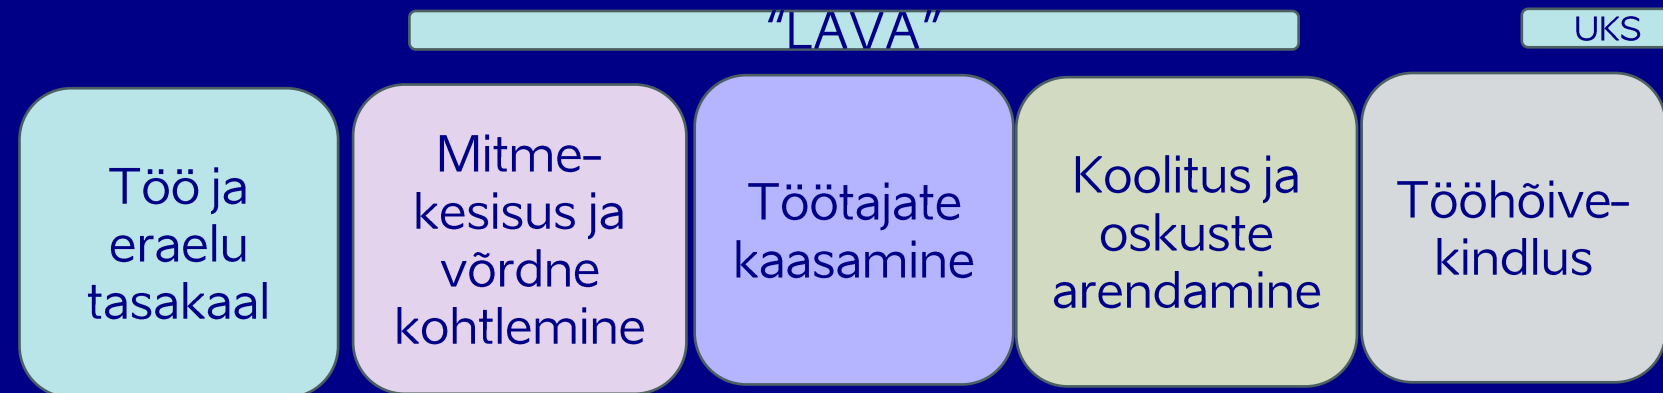 “LAVA”
UKS
Töö ja
eraelu
tasakaal
Mitme-
kesisus ja
võrdne
kohtlemine
Töötajate
kaasamine
Koolitus ja
oskuste
arendamine
Tööhõive-
kindlus